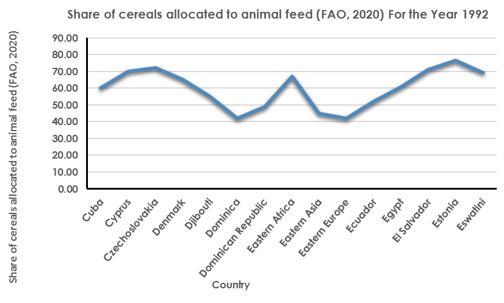 Share of cereals allocated to animal feed (FAO, 2020) For the Year 1992
Share of cereals allocated to animal feed (FAO, 2020)
90.00
80.00
70.00
60.00
50.00
40.00
30.00
20.00
10.00
0.00
Cuba
Cyprus
Czechoslovakia
Denmark
Djibouti
Dominica
Dominican Republic
Eastern Africa
Eastern Asia
Eastern Europe
Ecuador
Egypt
El Salvador
Estonia
Eswatini
Country